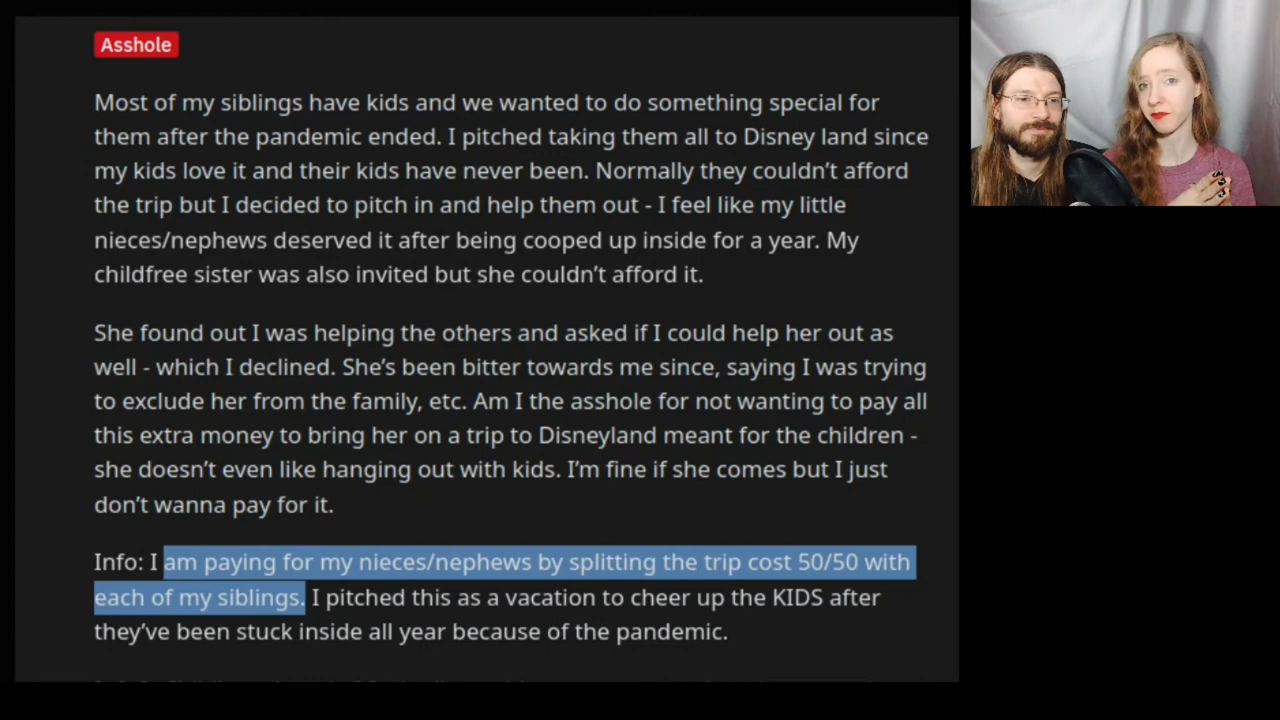 Asshole
Most of my siblings have kids and we wanted to do something special for
them after the pandemic ended. I pitched taking them all to Disney land since
my kids love it and their kids have never been. Normally they couldn’t afford
the trip but I decided to pitch in and help them out - I feel like my little
nieces/nephews deserved it after being cooped up inside for a year. My
childfree sister was also invited but she couldn’t afford it.
She found out I was helping the others and asked if I could help her out as
well - which I declined. She’s been bitter towards me since, saying I was trying
to exclude her from the family, etc. Am I the asshole for not wanting to pay all
this extra money to bring her on a trip to Disneyland meant for the children -
she doesn’t even like hanging out with kids. I’m fine if she comes but I just
don’t wanna pay for it.
Info: I am paying for my nieces/nephews by splitting the trip cost 50/50 with
each of my siblings. I pitched this as a vacation to cheer up the KIDS after
they’ve been stuck inside all year because of the pandemic.